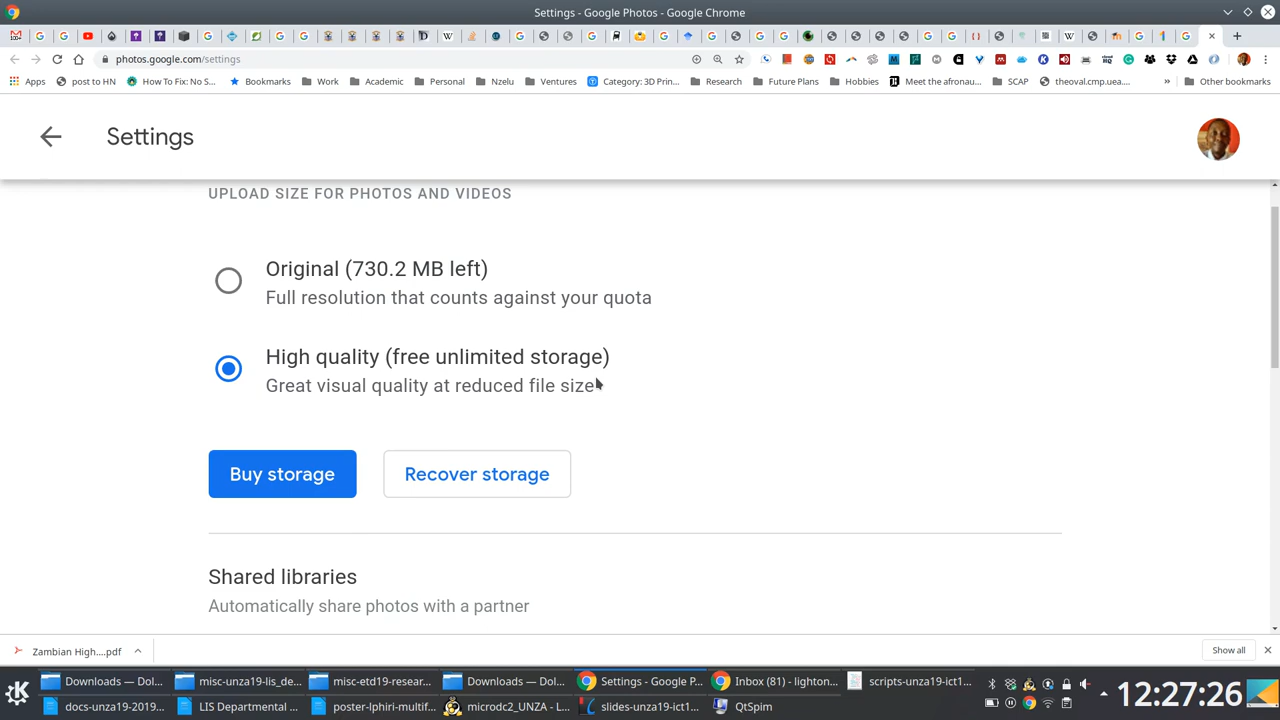 Settings - Google Photos - Google Chrome
photos.google.com/settings
Apps
post to HN
How To Fix: No S...
Bookmarks
Work
Academic
Personal
Nzelu
Ventures
Category: 3D Prin...
Research
Future Plans
Hobbies
Meet the afronau...
SCAP
theoval.cmp.uea....
»
Other bookmarks
Settings
UPLOAD SIZE FOR PHOTOS AND VIDEOS
Original (730.2 MB left)
Full resolution that counts against your quota
High quality (free unlimited storage)
Great visual quality at reduced file size
Buy storage
Recover storage
Shared libraries
Automatically share photos with a partner
Zambian High....pdf
Show all
Downloads — Dol...
misc-unza19-lis_de...
misc-etd19-resear...
Downloads — Dol...
Settings - Google P...
Inbox (81) - lighton...
scripts-unza19-ict1...
docs-unza19-2019...
LIS Departmental ...
poster-lphiri-multif...
microdc2_UNZA - L...
slides-unza19-ict1...
QtSpim
12:27:26